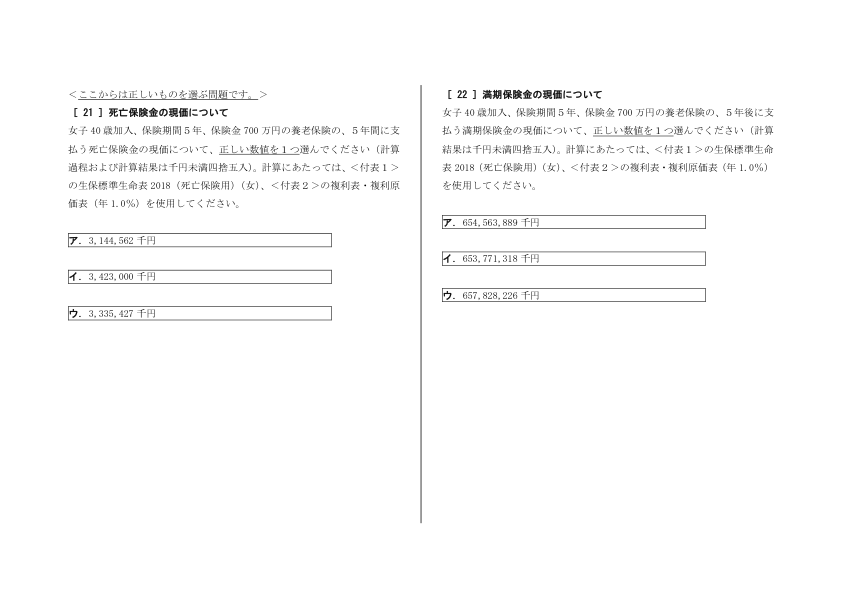 ＜ここからは正しいものを選ぶ問題です。＞
［ 21 ］死亡保険金の現価について
女子 40 歳加入、保険期間５年、保険金 700 万円の養老保険の、５年間に支
払う死亡保険金の現価について、正しい数値を１つ選んでください（計算
過程および計算結果は千円未満四捨五入）。計算にあたっては、＜付表１＞
の生保標準生命表 2018（死亡保険用）（女）、＜付表２＞の複利表・複利原
価表（年 1.0％）を使用してください。
ア．3,144,562 千円
イ．3,423,000 千円
ウ．3,335,427 千円
［ 22 ］満期保険金の現価について
女子 40 歳加入、保険期間５年、保険金 700 万円の養老保険の、５年後に支
払う満期保険金の現価について、正しい数値を１つ選んでください（計算
結果は千円未満四捨五入）。計算にあたっては、＜付表１＞の生保標準生命
表 2018（死亡保険用）（女）、＜付表２＞の複利表・複利原価表（年 1.0％）
を使用してください。
ア．654,563,889 千円
イ．653,771,318 千円
ウ．657,828,226 千円